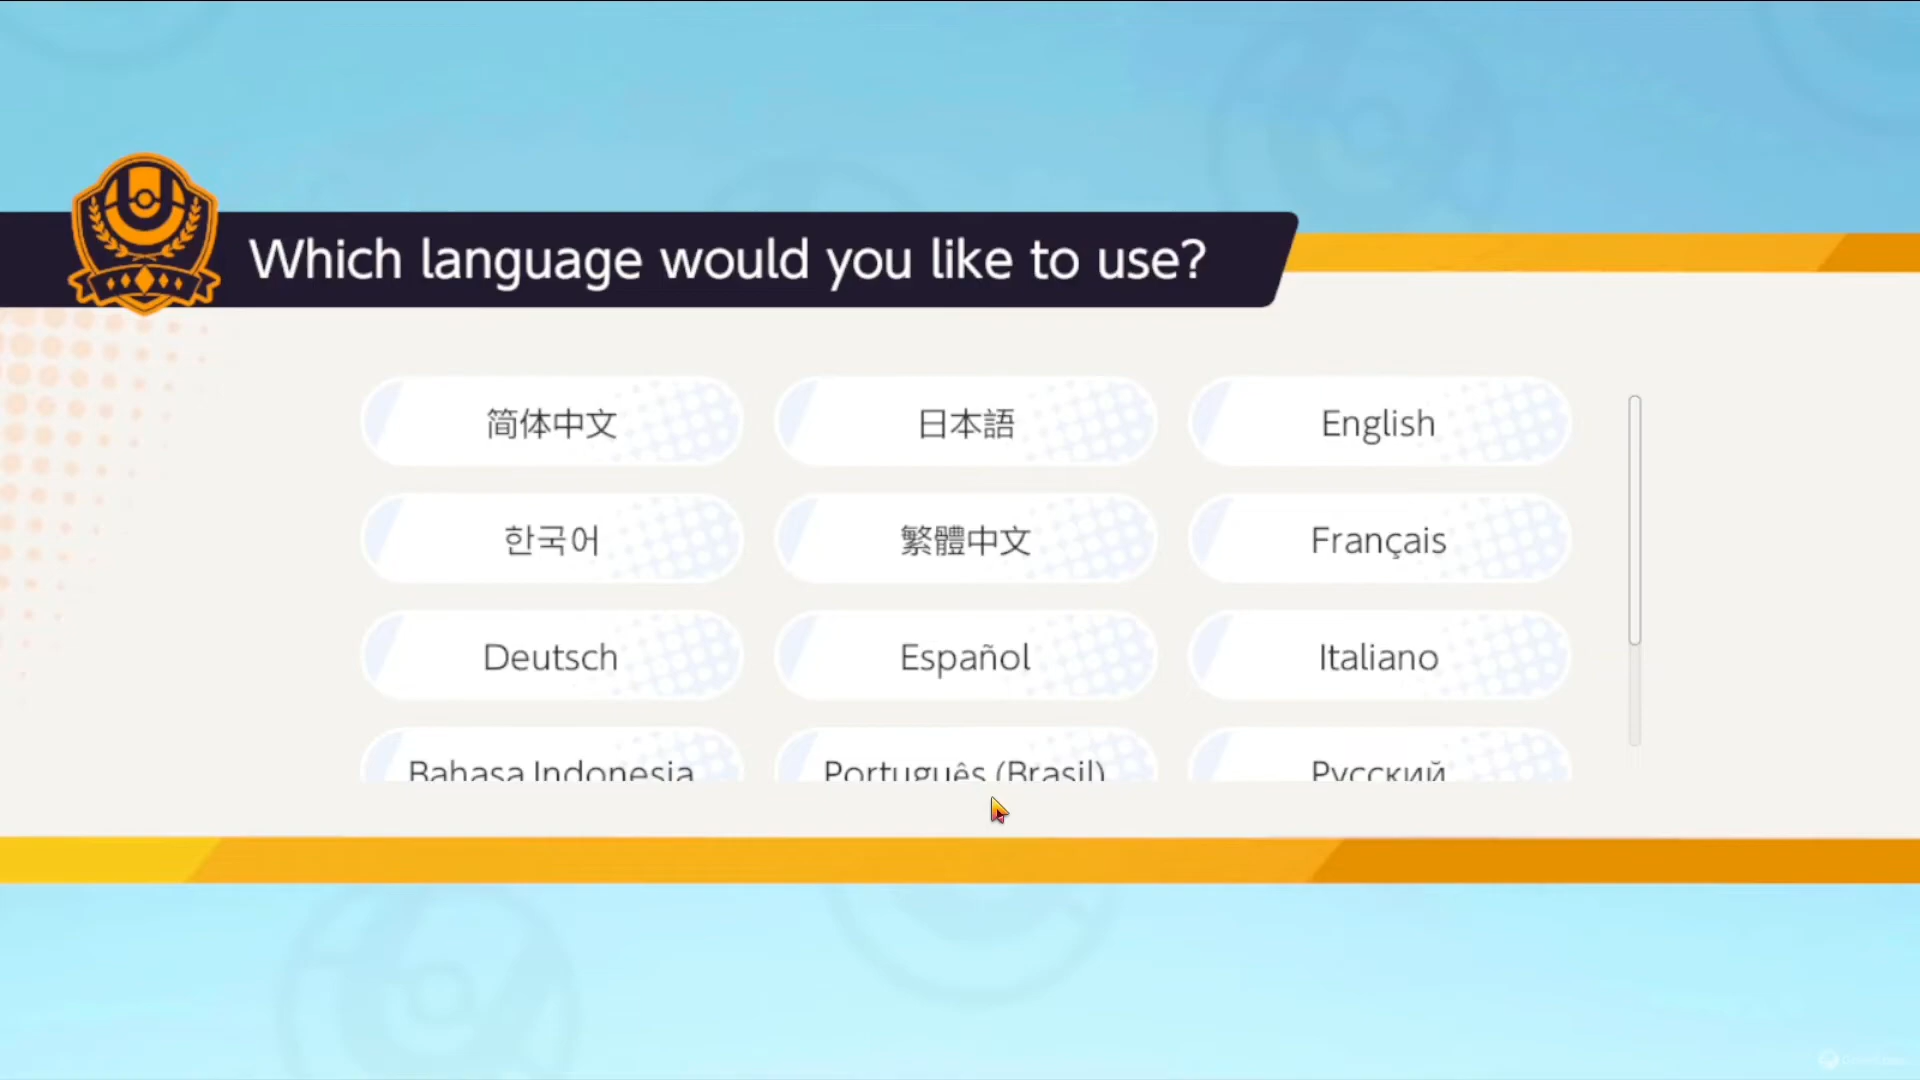 Which language would you like to use?
简体中文
日本語
English
한국어
繁體中文
Français
Deutsch
Español
Italiano
Bahasa Indonesia
Português (Brasil)
Русский